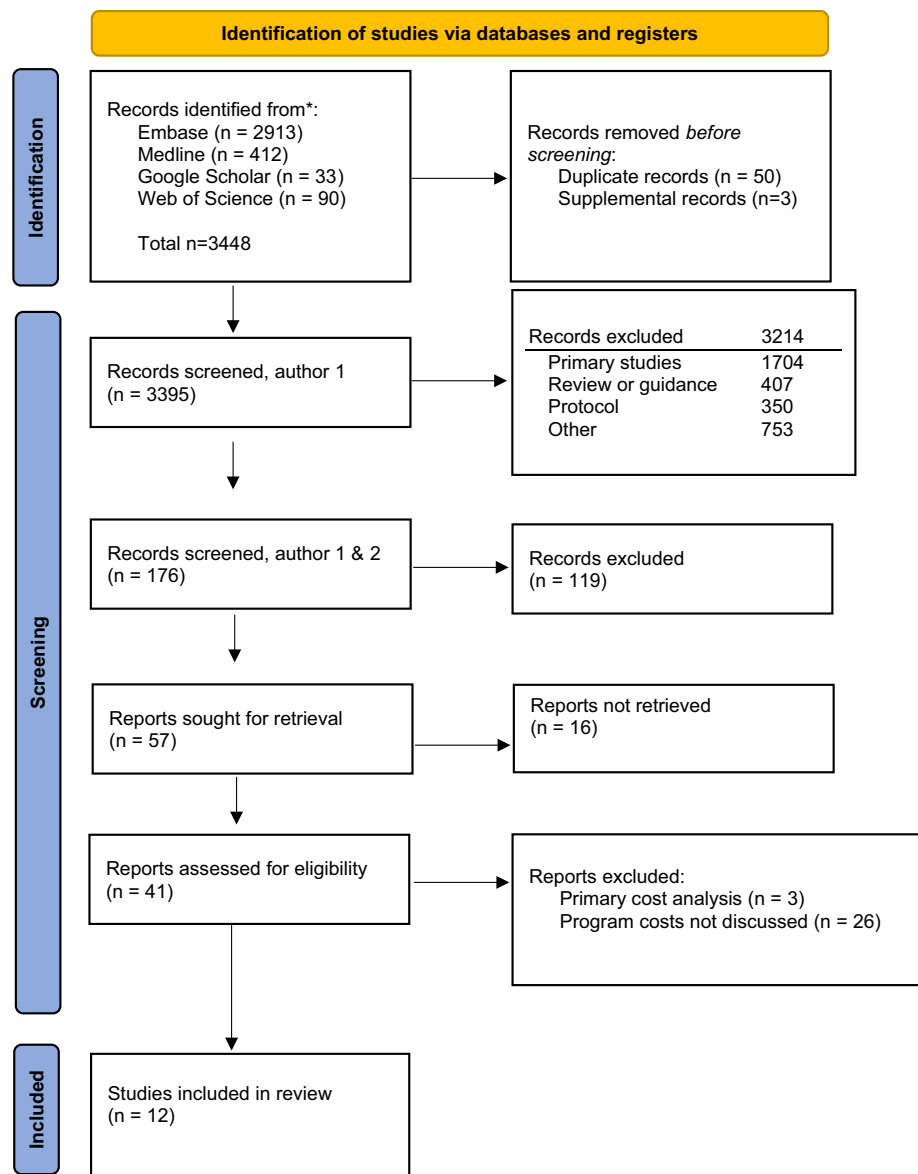 Identification of studies via databases and registers
Identification
Records identified from*:
Embase (n = 2913)
Medline (n = 412)
Google Scholar (n = 33)
Web of Science (n = 90)
Total n=3448
Records removed before
screening:
Duplicate records (n = 50)
Supplemental records (n=3)
Screening
Records screened, author 1
(n = 3395)
Records excluded 3214
Primary studies 1704
Review or guidance 407
Protocol 350
Other 753
Records screened, author 1 & 2
(n = 176)
Records excluded
(n = 119)
Reports sought for retrieval
(n = 57)
Reports not retrieved
(n = 16)
Reports assessed for eligibility
(n = 41)
Reports excluded:
Primary cost analysis (n = 3)
Program costs not discussed (n = 26)
Included
Studies included in review
(n = 12)